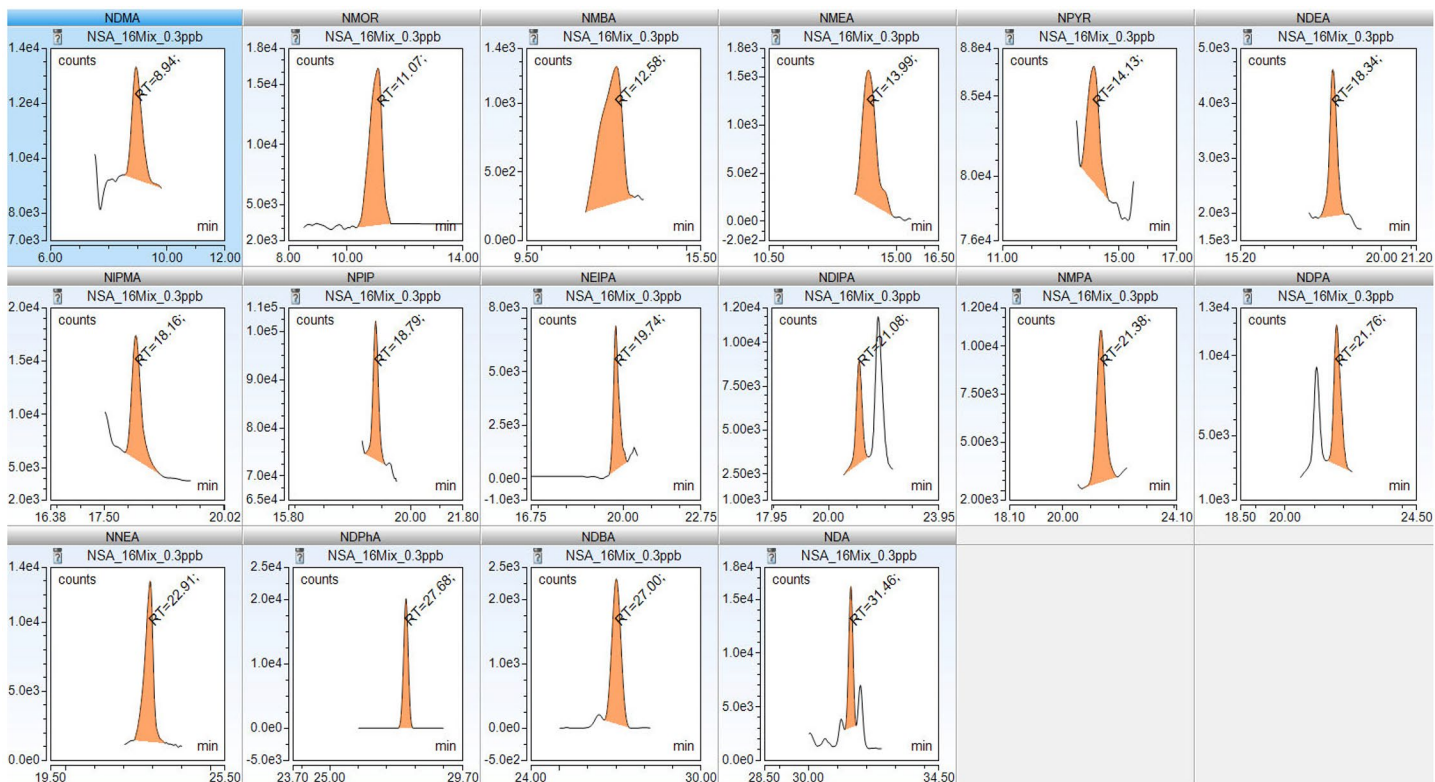 NDMA NMOR NMBA NMEA NPYR NDEA
NSA_16Mix_0.3ppb NSA_16Mix_0.3ppb NSA_16Mix_0.3ppb NSA_16Mix_0.3ppb NSA_16Mix_0.3ppb NSA_16Mix_0.3ppb
1.4e4 counts RT=8.94; 1.8e4 counts RT=11.07; 1.4e3 counts RT=12.58; 1.8e3 counts RT=13.99; 8.8e4 counts RT=14.13; 5.0e3 counts RT=18.34;
1.2e4 1.5e4 1.0e3 1.5e3 8.5e4 4.0e3
1.0e4 1.0e4 5.0e2 1.0e3 8.0e4 3.0e3
8.0e3 5.0e3 5.0e2 2.0e3
7.0e3 min 2.0e3 min 0.0e0 min 0.0e0 min 7.6e4 min 1.5e3 min
-2.0e2
6.00 10.00 12.00 8.00 10.00 14.00 9.50 15.50 10.50 15.00 16.50 11.00 15.00 17.00 15.20 20.00 21.20
NIPMA NPIP NEIPA NDIPA NMPA NDPA
NSA_16Mix_0.3ppb NSA_16Mix_0.3ppb NSA_16Mix_0.3ppb NSA_16Mix_0.3ppb NSA_16Mix_0.3ppb NSA_16Mix_0.3ppb
2.0e4 counts RT=18.16; 1.1e5 counts RT=18.79; 8.0e3 counts RT=19.74; 1.20e4 counts RT=21.08; 1.20e4 counts RT=21.38; 1.3e4 counts RT=21.76;
1.5e4 1.0e5 5.0e3 1.00e4 1.00e4 1.0e4
1.0e4 9.0e4 2.5e3 7.50e3 7.50e3 5.0e3
5.0e3 8.0e4 0.0e0 5.00e3 5.00e3
7.0e4 2.50e3
2.0e3 min 6.5e4 min -1.0e3 min 1.00e3 min 2.00e3 min 1.0e3 min
16.38 17.50 20.02 15.80 20.00 21.80 16.75 20.00 22.75 17.95 20.00 23.95 18.10 20.00 24.10 18.50 20.00 24.50
NNEA NDPhA NDBA NDA
NSA_16Mix_0.3ppb NSA_16Mix_0.3ppb NSA_16Mix_0.3ppb NSA_16Mix_0.3ppb
1.4e4 counts RT=22.91; 2.5e4 counts RT=27.68; 2.5e3 counts RT=27.00; 1.8e4 counts RT=31.46;
1.0e4 2.0e4 2.0e3 1.5e4
5.0e3 1.0e4 1.0e3 1.0e4
0.0e0 0.0e0 5.0e3
0.0e0 min -5.0e3 min -5.0e2 min 0.0e0 min
19.50 25.50 23.70 25.00 29.70 24.00 30.00 28.50 30.00 34.50